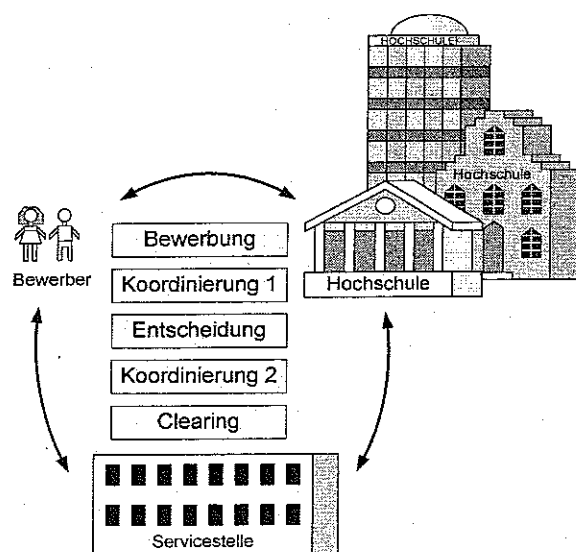 HOCHSCHULE
Hochschule
Bewerbung
Bewerber
Koordinierung 1
Hochschule
Entscheidung
Koordinierung 2
Clearing
Servicestelle